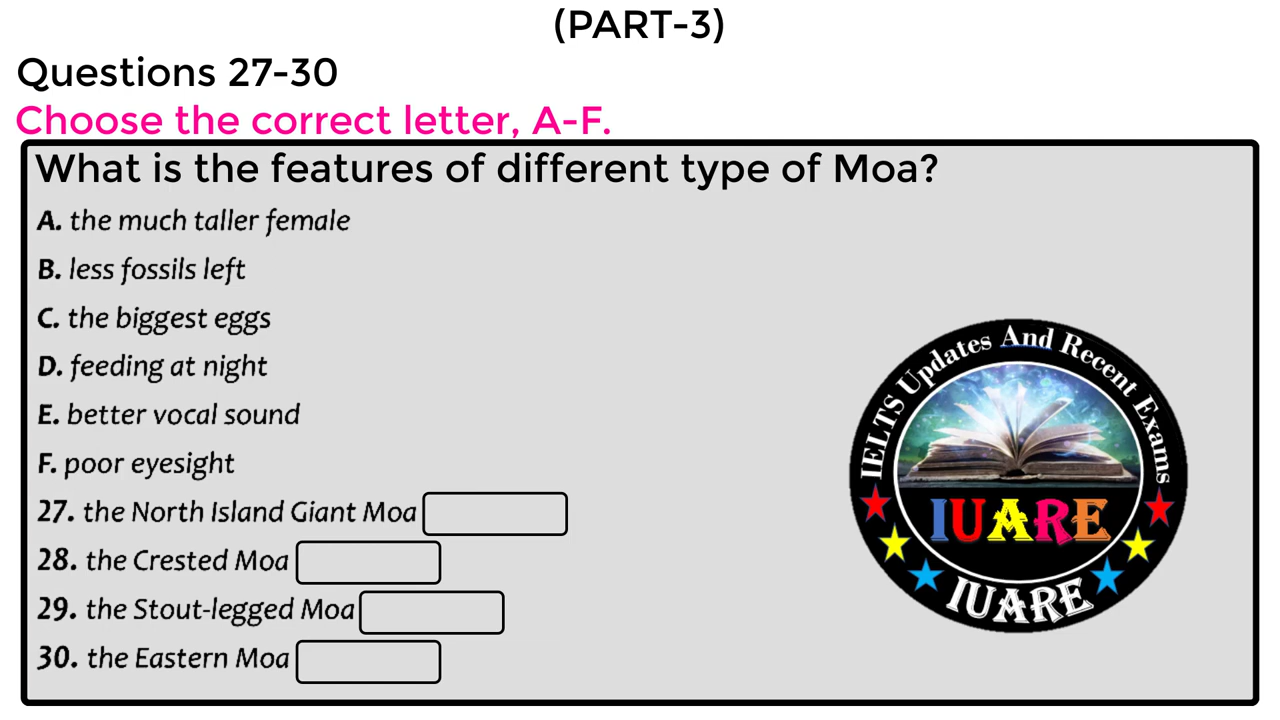 (PART-3)
Questions 27-30
Choose the correct letter, A-F.
What is the features of different type of Moa?
A. the much taller female
B. less fossils left
C. the biggest eggs
D. feeding at night
E. better vocal sound
F. poor eyesight
27. the North Island Giant Moa
28. the Crested Moa
29. the Stout-legged Moa
30. the Eastern Moa
IELTS Updates And Recent Exams
IUARE
IUARE